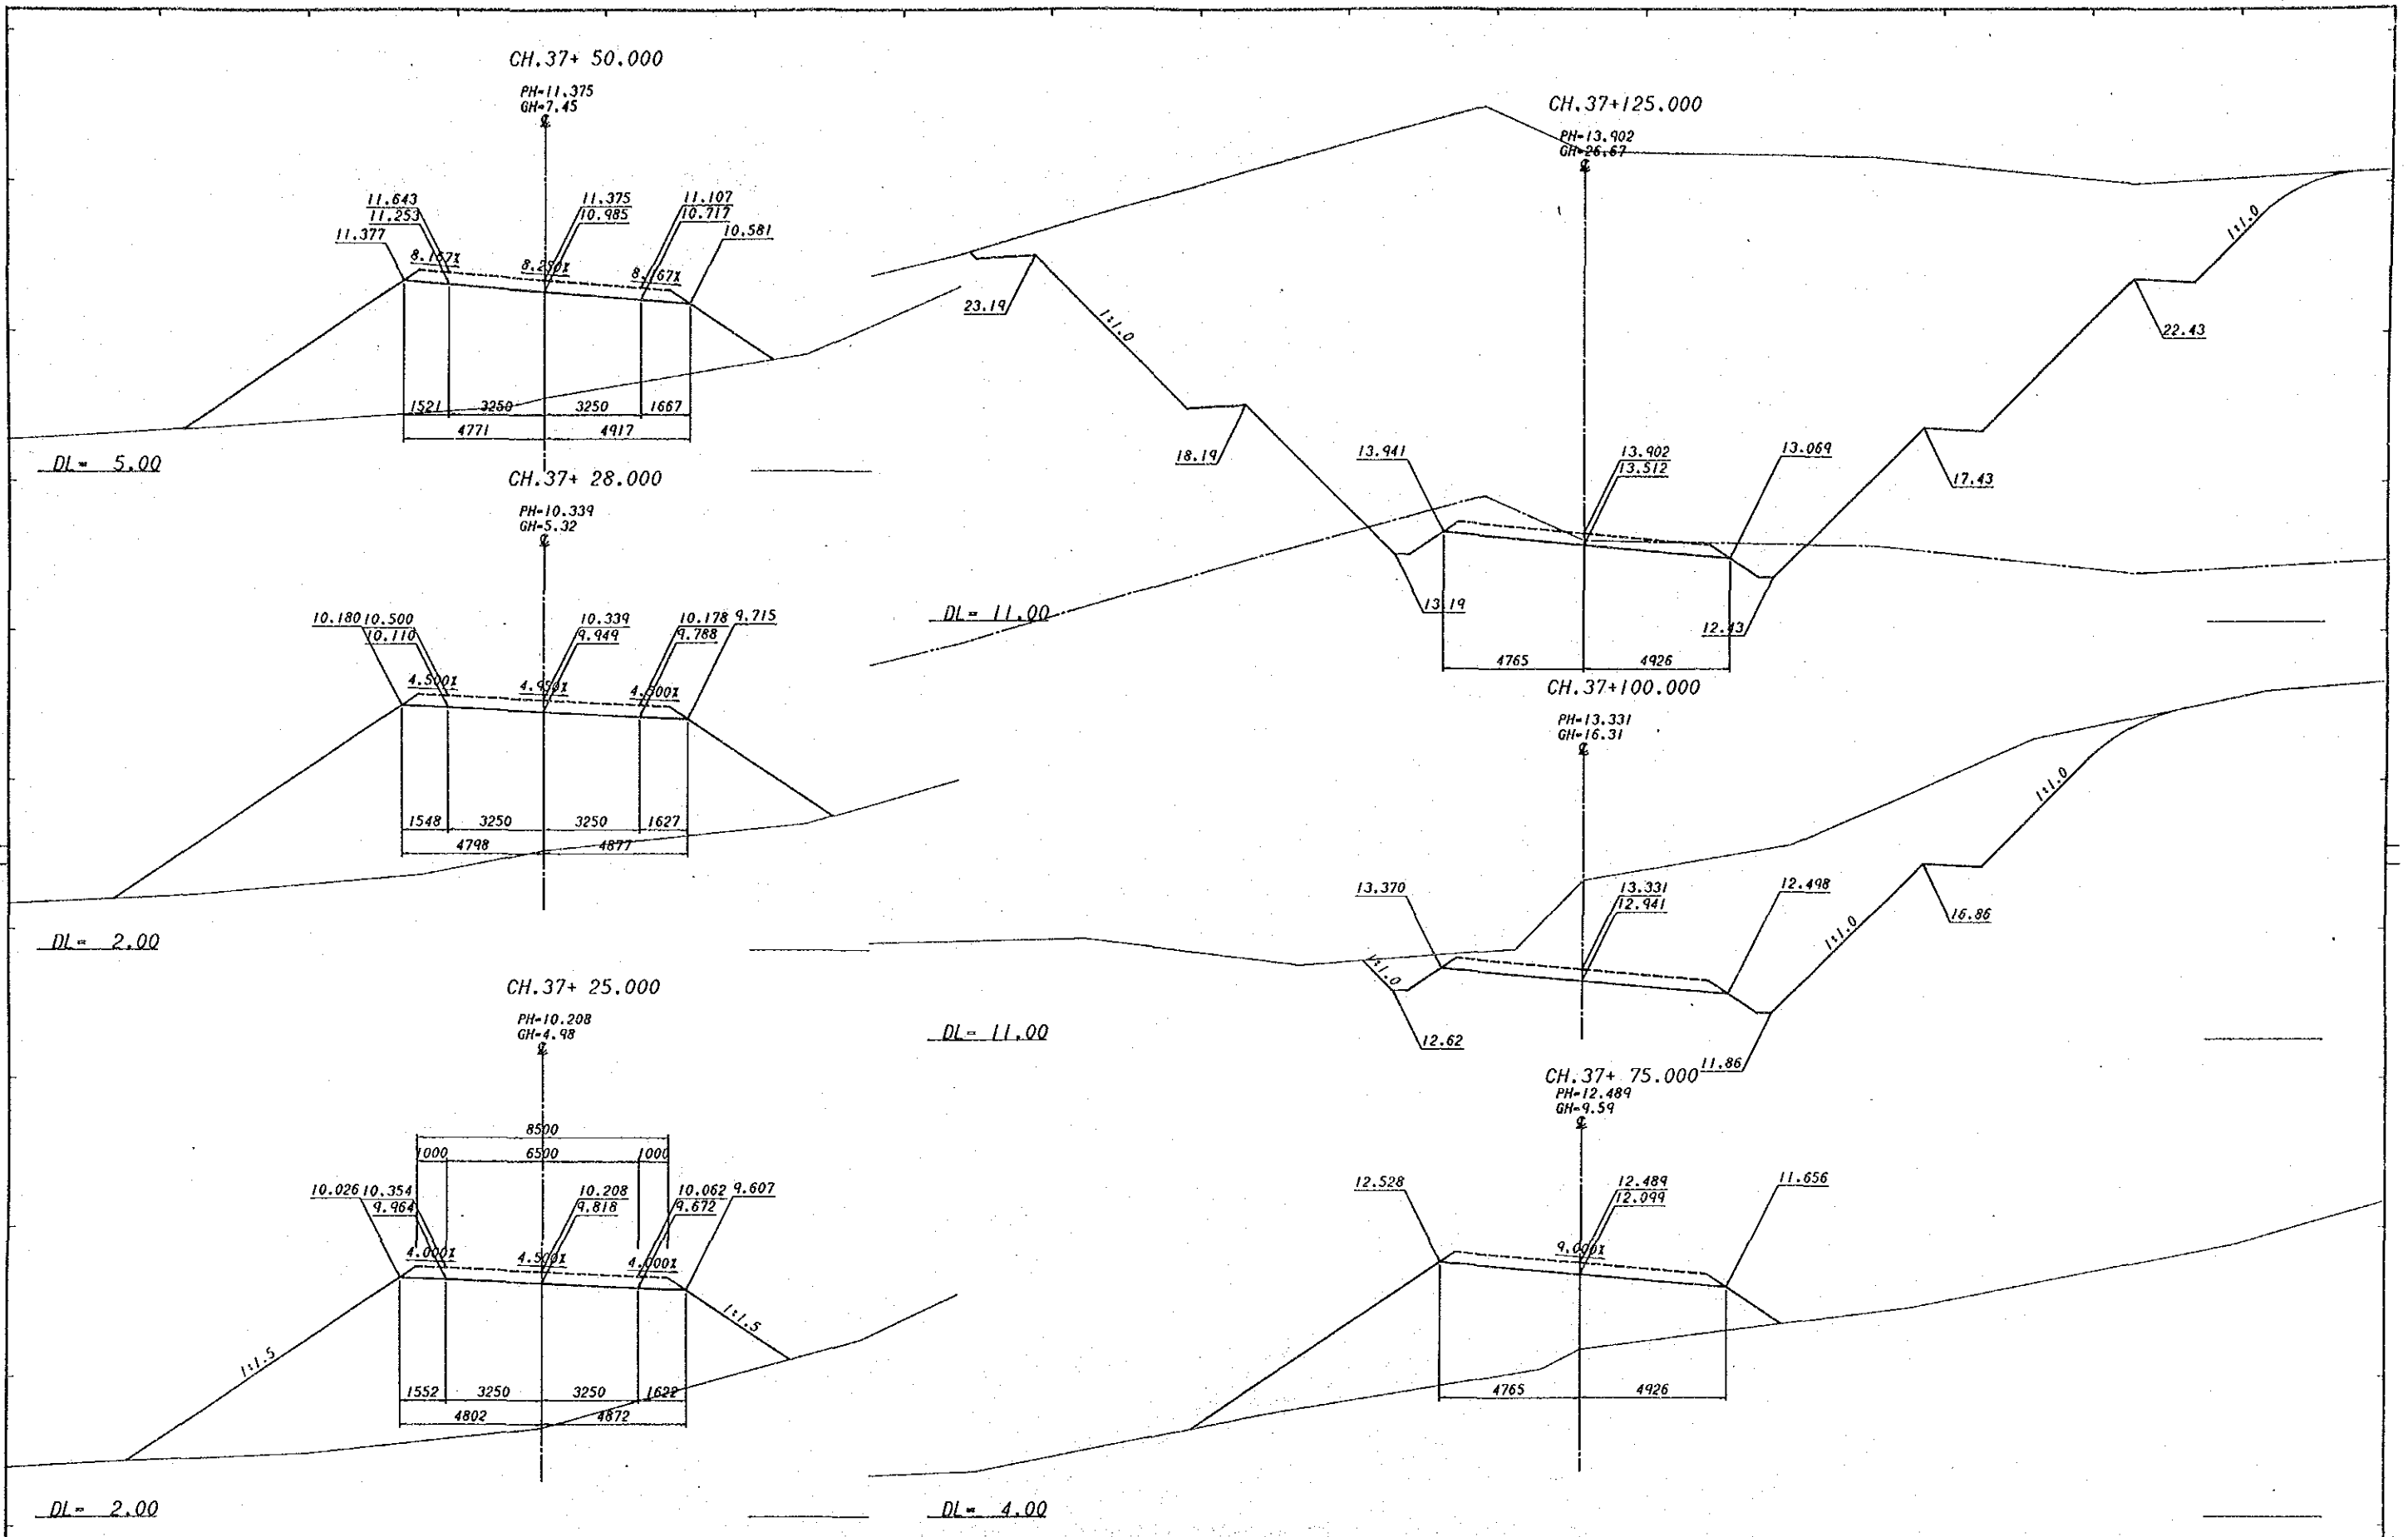 CH.37+ 50.000
PH=11.375
GH=7.45
11.643
11.253
11.377
11.375
10.985
11.107
10.717
10.581
8.167%
8.250%
8.167%
1521 3250 3250 1667
4771 4917
DL= 5.00
CH.37+ 28.000
PH=10.339
GH=5.32
10.180 10.500
10.110
10.339
9.949
10.178 9.715
9.788
4.500%
4.950%
4.500%
1548 3250 3250 1627
4798 4877
DL= 2.00
CH.37+ 25.000
PH=10.208
GH=4.98
8500
1000 6500 1000
10.026 10.354
9.964
10.208
9.818
10.062 9.607
9.672
4.000%
4.500%
4.000%
1:1.5
1:1.5
1552 3250 3250 1622
4802 4872
DL= 2.00
CH.37+125.000
PH=13.902
GH=26.67
1:1.0
23.19
1:1.0
22.43
18.19
13.941
13.902
13.512
13.069
17.43
13.19
12.43
DL= 11.00
4765 4926
CH.37+100.000
PH=13.331
GH=16.31
1:1.0
13.370
13.331
12.941
12.498
16.86
1:1.0
1:1.0
12.62
11.86
DL= 11.00
CH.37+ 75.000
PH=12.489
GH=9.59
12.528
12.489
12.099
11.656
9.000%
4765 4926
DL= 4.00